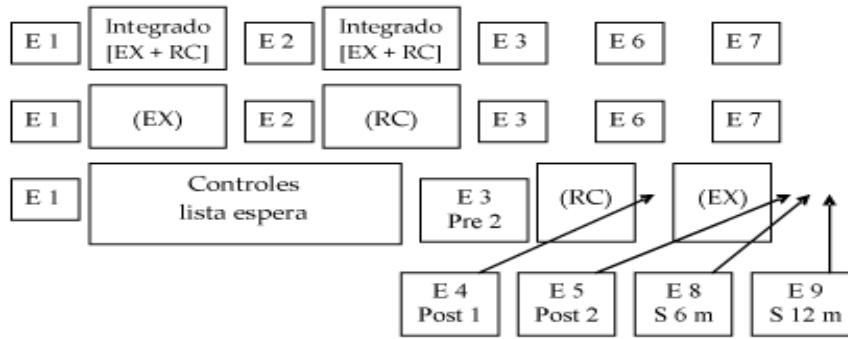 E 1 Integrado [EX + RC] E 2 Integrado [EX + RC] E 3 E 6 E 7
E 1 (EX) E 2 (RC) E 3 E 6 E 7
E 1 Controles lista espera E 3 Pre 2 (RC) (EX)
E 4 Post 1 E 5 Post 2 E 8 S 6 m E 9 S 12 m